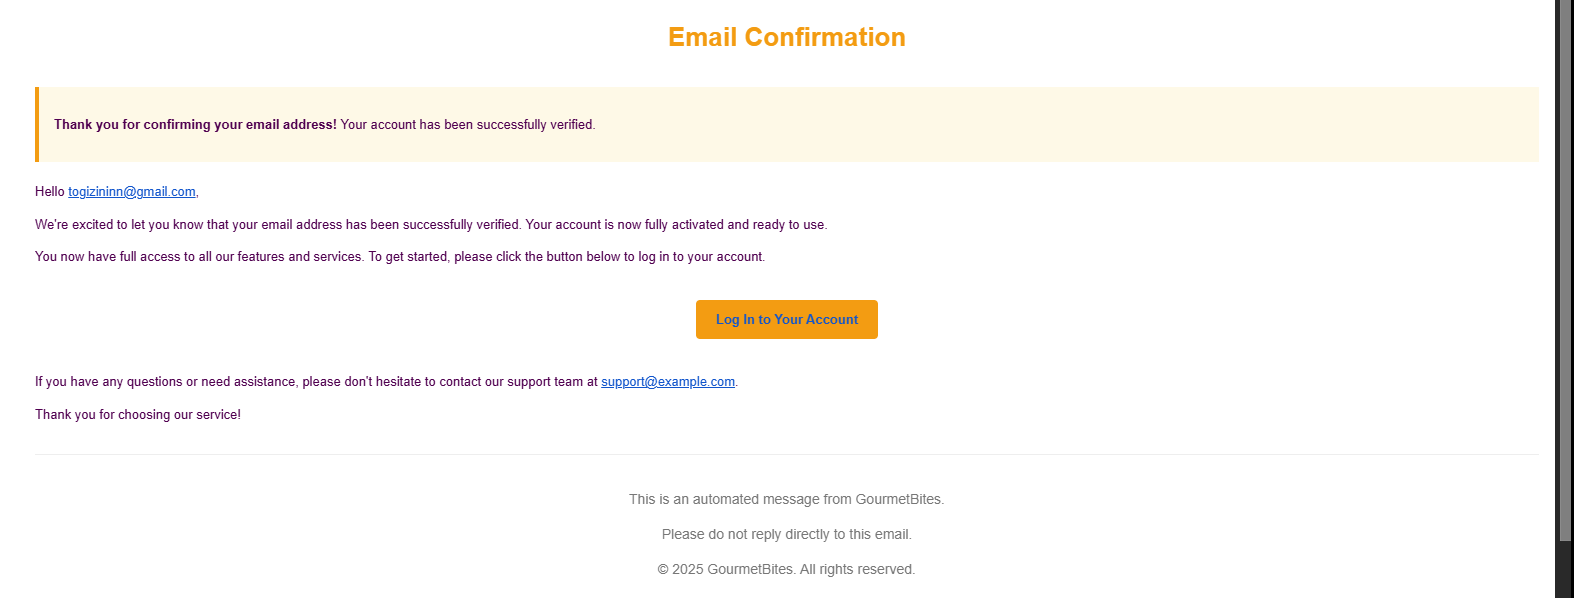 Email Confirmation
Thank you for confirming your email address! Your account has been successfully verified.
Hello togizininn@gmail.com,
We're excited to let you know that your email address has been successfully verified. Your account is now fully activated and ready to use.
You now have full access to all our features and services. To get started, please click the button below to log in to your account.
Log In to Your Account
If you have any questions or need assistance, please don't hesitate to contact our support team at support@example.com.
Thank you for choosing our service!
This is an automated message from GourmetBites.
Please do not reply directly to this email.
© 2025 GourmetBites. All rights reserved.